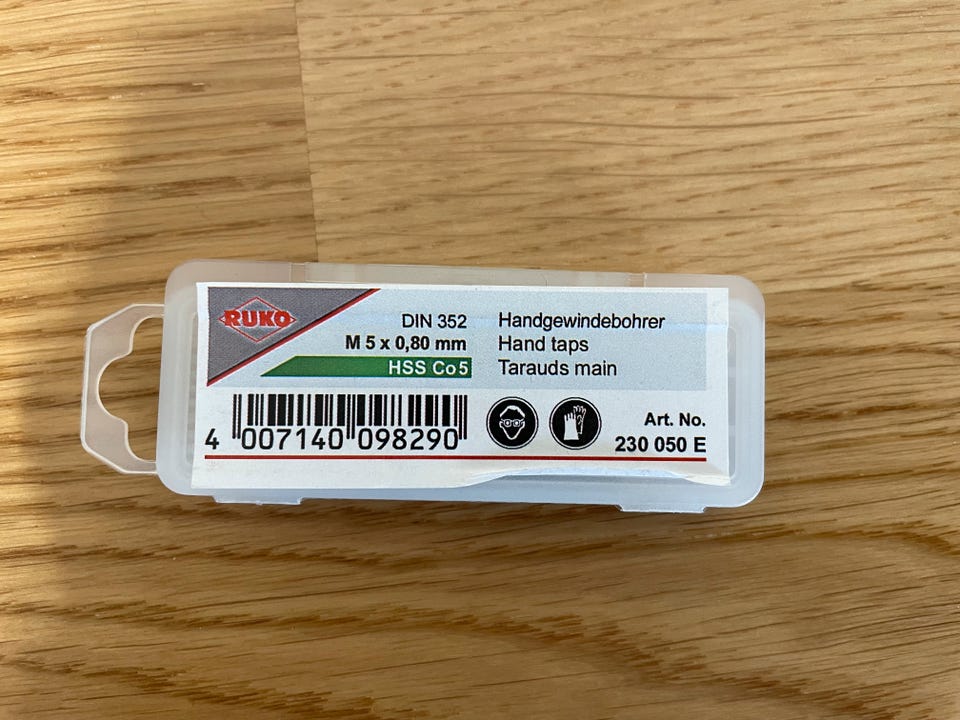 RUKO
DIN 352
M 5 x 0,80 mm
HSS Co5
Handgewindebohrer
Hand taps
Tarauds main
4 007140 098290
Art. No.
230 050 E